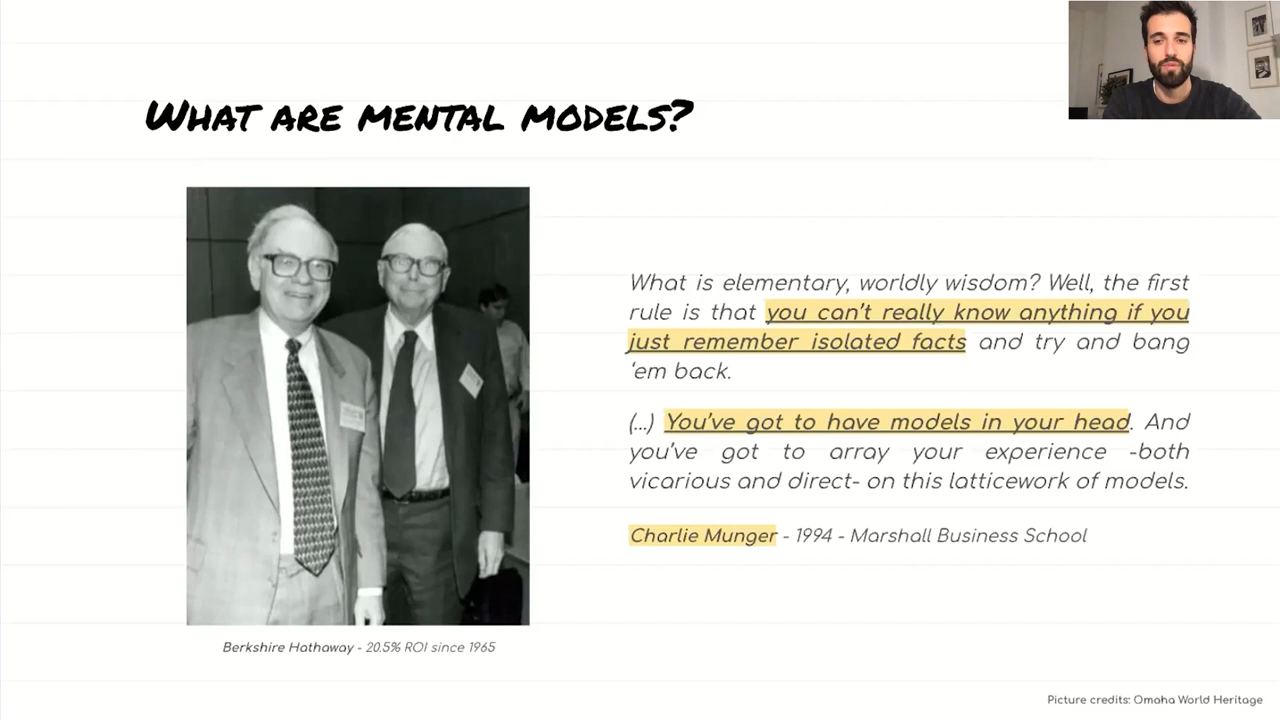 What are mental models?
What is elementary, worldly wisdom? Well, the first
rule is that you can’t really know anything if you
just remember isolated facts and try and bang
‘em back.
(...) You’ve got to have models in your head. And
you’ve got to array your experience -both
vicarious and direct- on this latticework of models.
Charlie Munger - 1994 - Marshall Business School
Berkshire Hathaway - 20.5% ROI since 1965
Picture credits: Omaha World Heritage